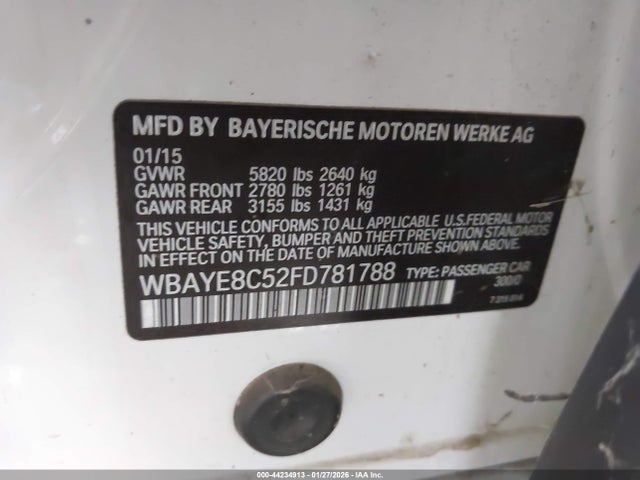 MFD BY BAYERISCHE MOTOREN WERKE AG
01/15
GVWR 5820 lbs 2640 kg
GAWR FRONT 2780 lbs 1261 kg
GAWR REAR 3155 lbs 1431 kg
THIS VEHICLE CONFORMS TO ALL APPLICABLE U.S.FEDERAL MOTOR
VEHICLE SAFETY, BUMPER AND THEFT PREVENTION STANDARDS
IN EFFECT ON THE DATE OF MANUFACTURE SHOWN ABOVE.
WBAYE8C52FD781788 TYPE: PASSENGER CAR
300/0
000-44234913 - 01/27/2026 - IAAI, Inc.